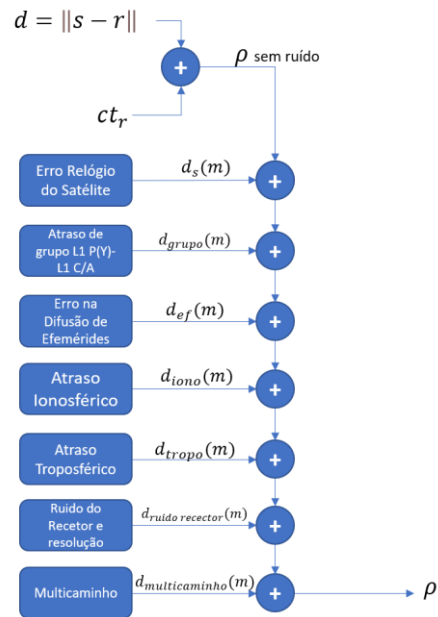 d = ‖s − r‖
+
ρ sem ruído
ct_r
Erro Relógio
do Satélite
d_s(m)
+
Atraso de
grupo L1 P(Y)-
L1 C/A
d_grupo(m)
+
Erro na
Difusão de
Efemérides
d_ef(m)
+
Atraso
Ionosférico
d_iono(m)
+
Atraso
Troposférico
d_tropo(m)
+
Ruido do
Recetor e
resolução
d_ruido recector(m)
+
Multicaminho
d_multicaminho(m)
+
ρ